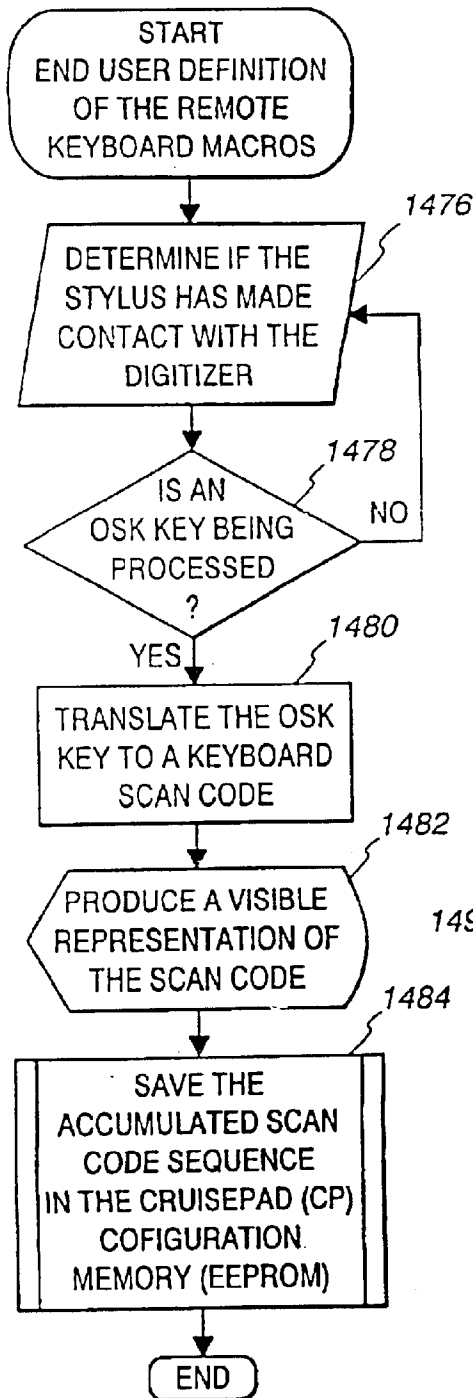 START
END USER DEFINITION
OF THE REMOTE
KEYBOARD MACROS
1476
DETERMINE IF THE
STYLUS HAS MADE
CONTACT WITH THE
DIGITIZER
1478
IS AN
OSK KEY BEING
PROCESSED
?
NO
YES
1480
TRANSLATE THE OSK
KEY TO A KEYBOARD
SCAN CODE
1482
PRODUCE A VISIBLE
REPRESENTATION OF
THE SCAN CODE
1484
SAVE THE
ACCUMULATED SCAN
CODE SEQUENCE
IN THE CRUISEPAD (CP)
COFIGURATION
MEMORY (EEPROM)
END